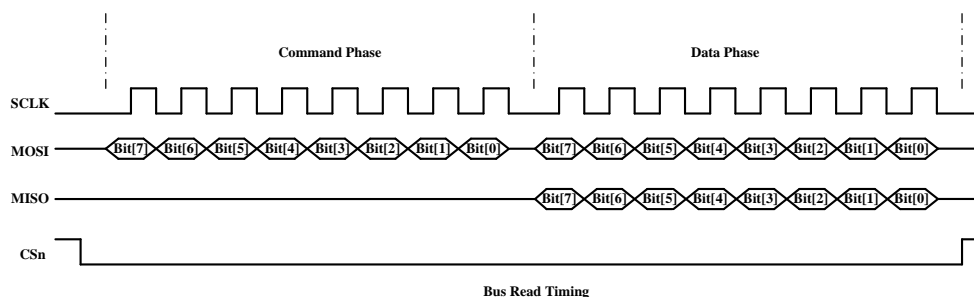 Command Phase Data Phase
SCLK
MOSI Bit[7] Bit[6] Bit[5] Bit[4] Bit[3] Bit[2] Bit[1] Bit[0] Bit[7] Bit[6] Bit[5] Bit[4] Bit[3] Bit[2] Bit[1] Bit[0]
MISO Bit[7] Bit[6] Bit[5] Bit[4] Bit[3] Bit[2] Bit[1] Bit[0]
CSn
Bus Read Timing